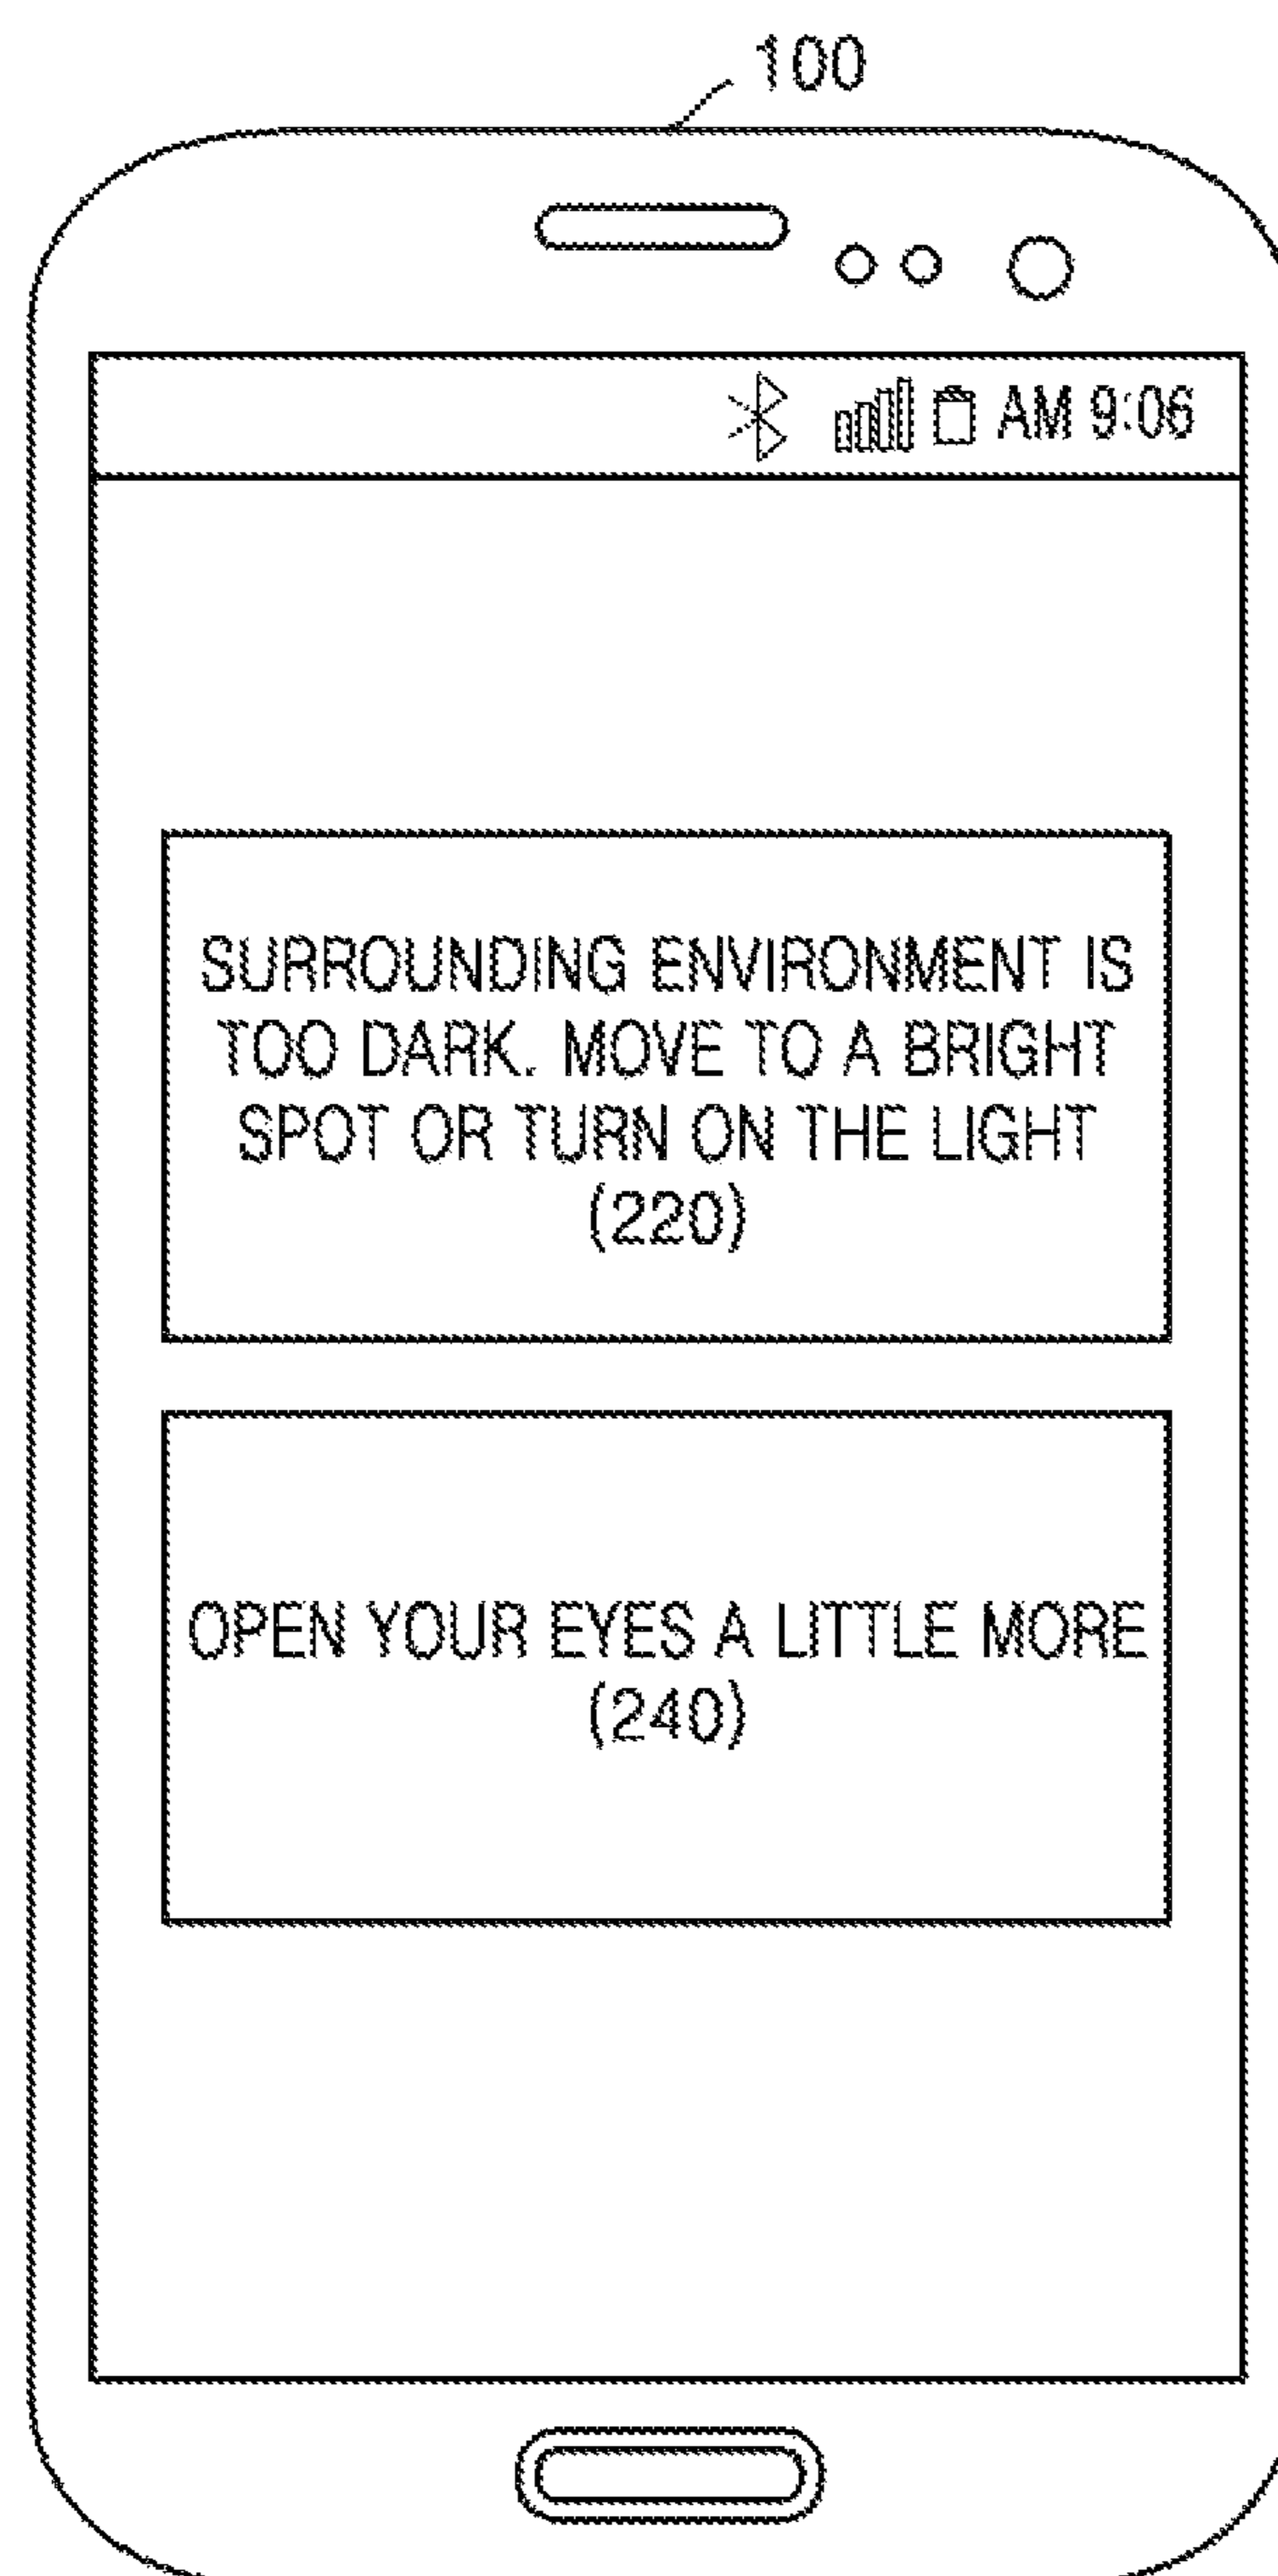 100
AM 9:06
SURROUNDING ENVIRONMENT IS
TOO DARK. MOVE TO A BRIGHT
SPOT OR TURN ON THE LIGHT
(220)
OPEN YOUR EYES A LITTLE MORE
(240)